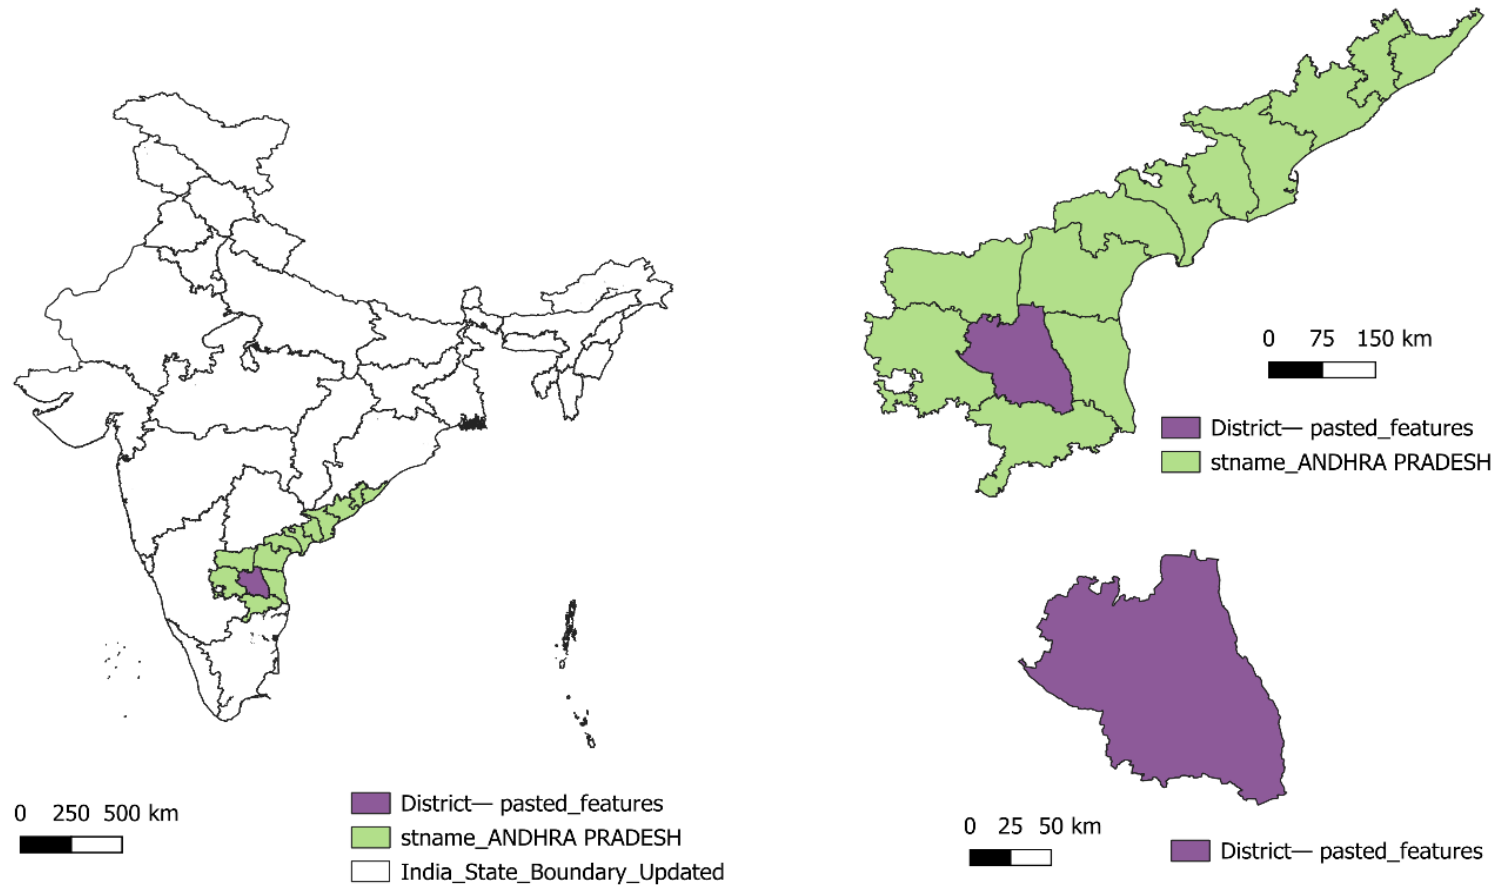 0 75 150 km
District— pasted_features
stname_ANDHRA PRADESH
0 250 500 km
District— pasted_features
stname_ANDHRA PRADESH
India_State_Boundary_Updated
0 25 50 km
District— pasted_features